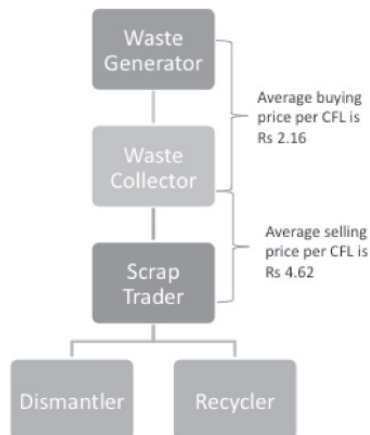 Waste
Generator
Average buying
price per CFL is
Rs 2.16
Waste
Collector
Average selling
price per CFL is
Rs 4.62
Scrap
Trader
Dismantler
Recycler